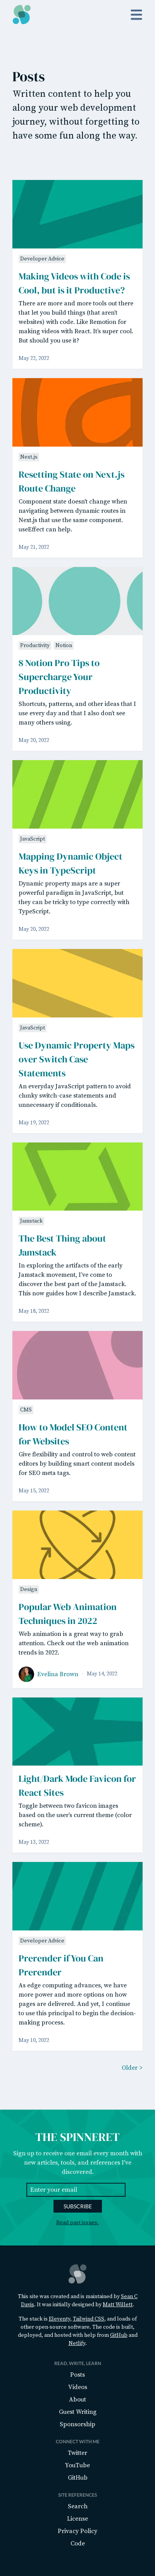 Posts
Written content to help you
along your web development
journey, without forgetting to
have some fun along the way.
Developer Advice
Making Videos with Code is
Cool, but is it Productive?
There are more and more tools out there
that let you build things (that aren't
websites) with code. Like Remotion for
making videos with React. It's super cool.
But should you use it?
May 22, 2022
Next.js
Resetting State on Next.js
Route Change
Component state doesn't change when
navigating between dynamic routes in
Next.js that use the same component.
useEffect can help.
May 21, 2022
Productivity Notion
8 Notion Pro Tips to
Supercharge Your
Productivity
Shortcuts, patterns, and other ideas that I
use every day and that I also don't see
many others using.
May 20, 2022
JavaScript
Mapping Dynamic Object
Keys in TypeScript
Dynamic property maps are a super
powerful paradigm in JavaScript, but
they can be tricky to type correctly with
TypeScript.
May 20, 2022
JavaScript
Use Dynamic Property Maps
over Switch Case
Statements
An everyday JavaScript pattern to avoid
chunky switch-case statements and
unnecessary if conditionals.
May 19, 2022
Jamstack
The Best Thing about
Jamstack
In exploring the artifacts of the early
Jamstack movement, I've come to
discover the best part of the Jamstack.
This now guides how I describe Jamstack.
May 18, 2022
CMS
How to Model SEO Content
for Websites
Give flexibility and control to web content
editors by building smart content models
for SEO meta tags.
May 15, 2022
Design
Popular Web Animation
Techniques in 2022
Web animation is a great way to grab
attention. Check out the web animation
trends in 2022.
Evelina Brown · May 14, 2022
Light/Dark Mode Favicon for
React Sites
Toggle between two favicon images
based on the user's current theme (color
scheme).
May 13, 2022
Developer Advice
Prerender if You Can
Prerender
As edge computing advances, we have
more power and more options on how
pages are delivered. And yet, I continue
to use this principal to begin the decision-
making process.
May 10, 2022
Older >
THE SPINNERET
Sign up to receive one email every month with
new articles, tools, and references I've
discovered.
Enter your email
SUBSCRIBE
Read past issues.
This site was created and is maintained by Sean C
Davis. It was initially designed by Matt Willett.
The stack is Eleventy, Tailwind CSS, and loads of
other open-source software. The code is built,
deployed, and hosted with help from GitHub and
Netlify.
READ, WRITE, LEARN
Posts
Videos
About
Guest Writing
Sponsorship
CONNECT WITH ME
Twitter
YouTube
GitHub
SITE REFERENCES
Search
License
Privacy Policy
Code